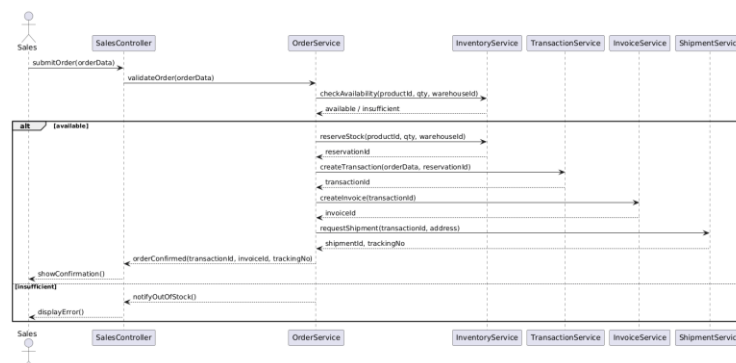 Sales
SalesController OrderService InventoryService TransactionService InvoiceService ShipmentServic
submitOrder(orderData)
validateOrder(orderData)
checkAvailability(productId, qty, warehouseId)
available / insufficient
alt [available]
reserveStock(productId, qty, warehouseId)
reservationId
createTransaction(orderData, reservationId)
transactionId
createInvoice(transactionId)
invoiceId
requestShipment(transactionId, address)
shipmentId, trackingNo
orderConfirmed(transactionId, invoiceId, trackingNo)
showConfirmation()
[insufficient]
notifyOutOfStock()
displayError()
Sales SalesController OrderService InventoryService TransactionService InvoiceService ShipmentServic